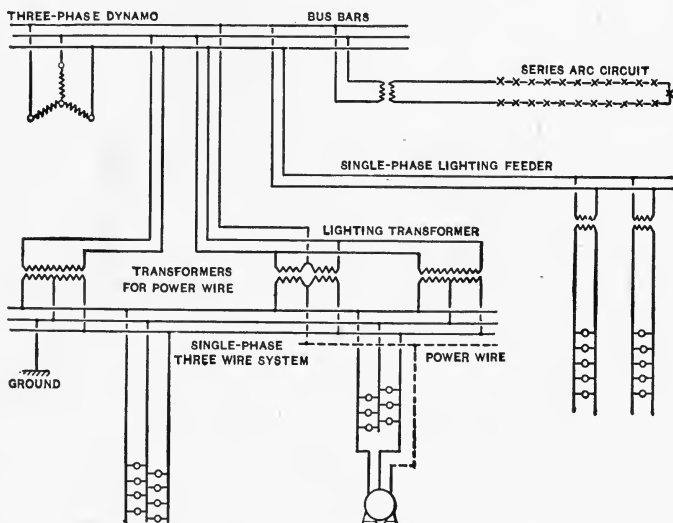 THREE-PHASE DYNAMO
BUS BARS
SERIES ARC CIRCUIT
SINGLE-PHASE LIGHTING FEEDER
LIGHTING TRANSFORMER
TRANSFORMERS
FOR POWER WIRE
SINGLE-PHASE
THREE WIRE SYSTEM
POWER WIRE
GROUND